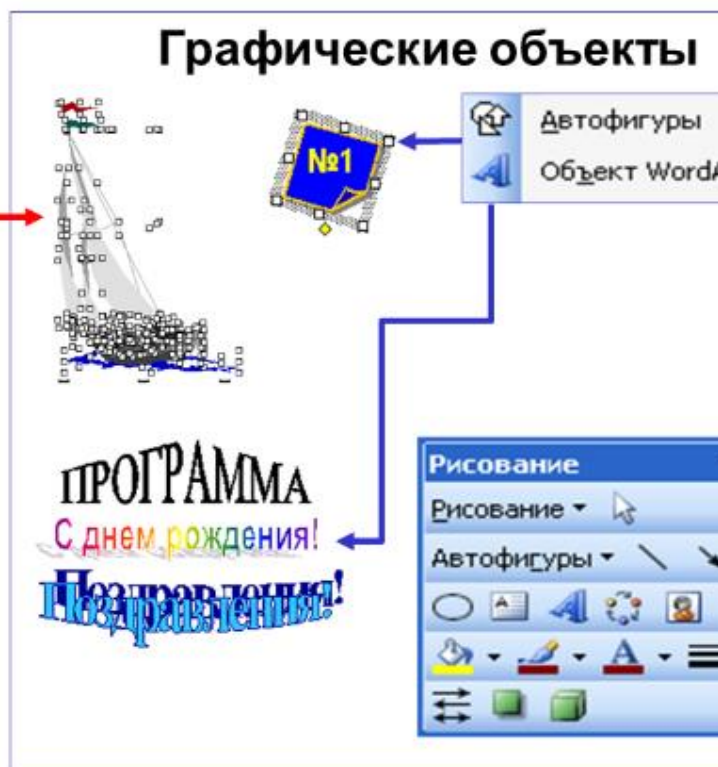 Графические объекты
№1
Автофигуры
Объект WordA
ПРОГРАММА
С днем рождения!
Поздравления!
Рисование
Рисование
Автофигуры